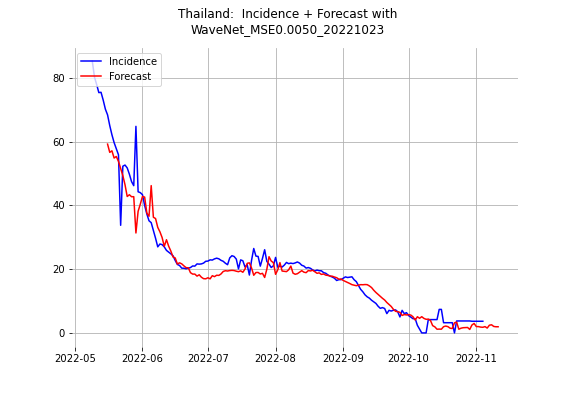 Thailand:  Incidence + Forecast with
WaveNet_MSE0.0050_20221023
Incidence
Forecast
80
60
40
20
0
2022-05 2022-06 2022-07 2022-08 2022-09 2022-10 2022-11